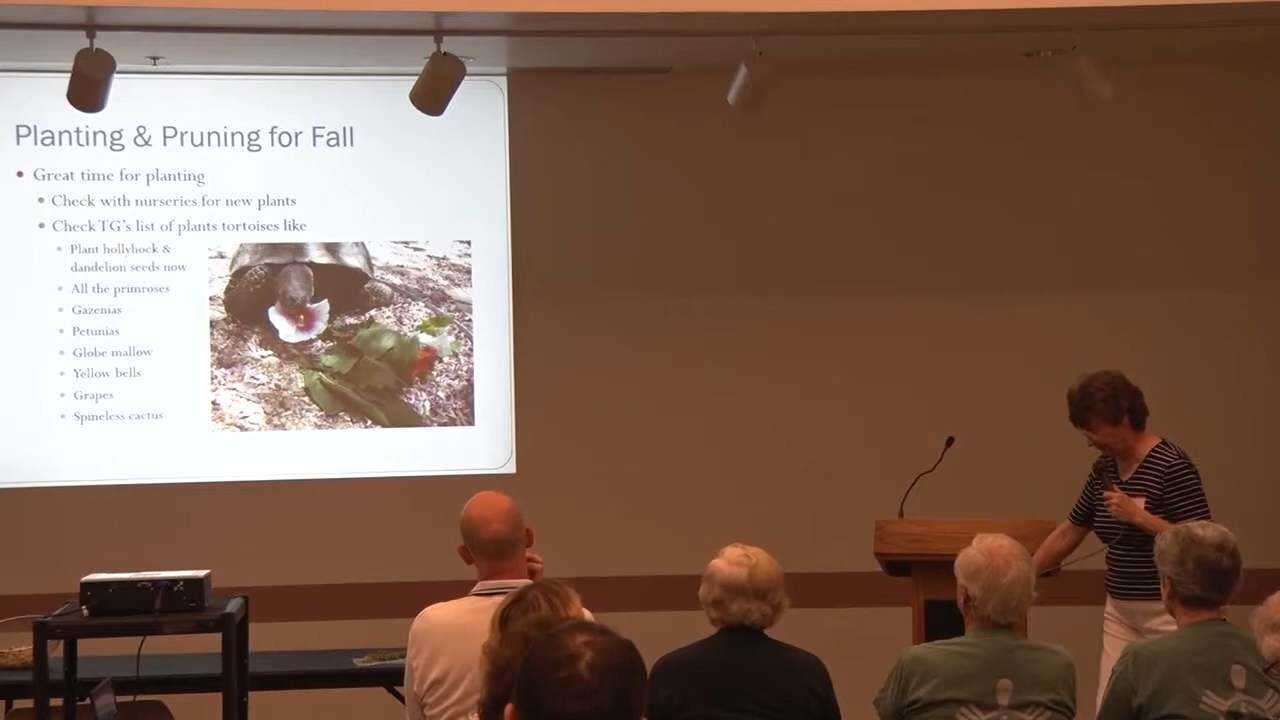 Planting & Pruning for Fall
Great time for planting
Check with nurseries for new plants
Check TG's list of plants tortoises like
Plant hollyhock &
dandelion seeds now
All the primroses
Gazenias
Petunias
Globe mallow
Yellow bells
Grapes
Spineless cactus